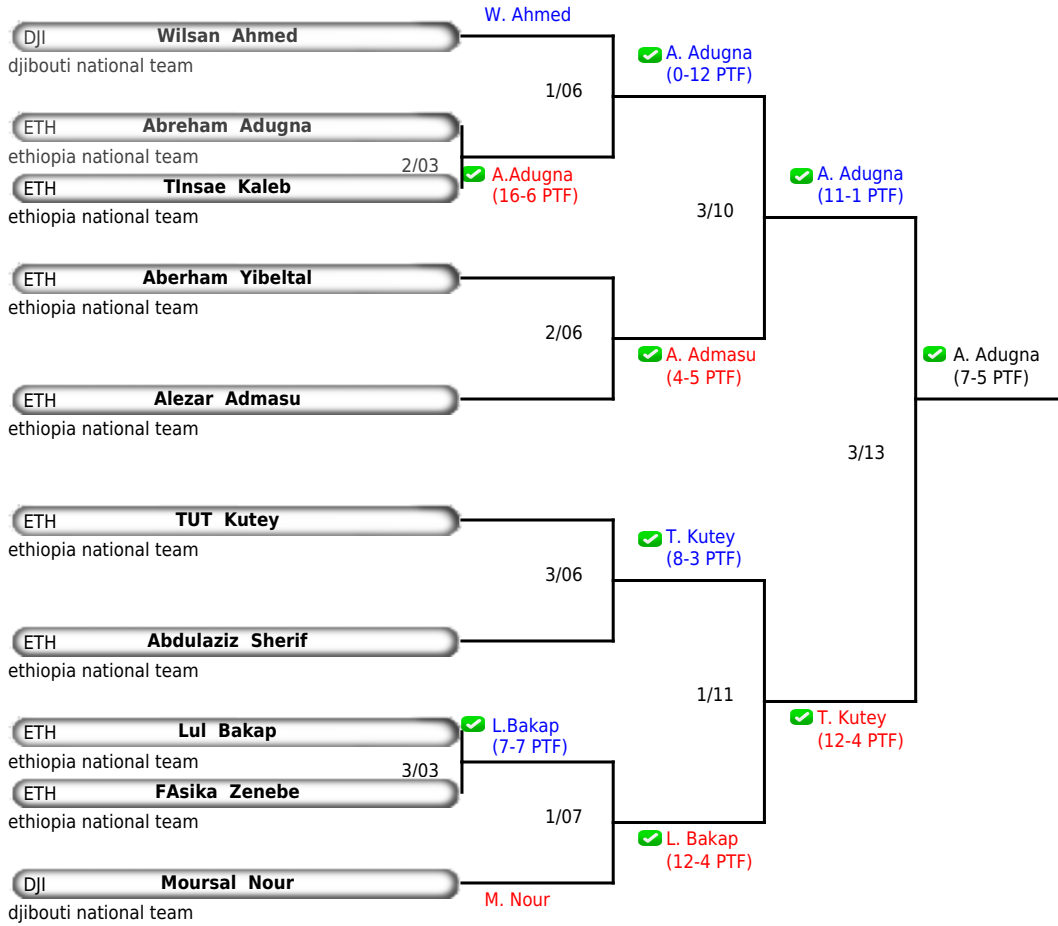 W. Ahmed
DJI Wilsan Ahmed
djibouti national team
A. Adugna
(0-12 PTF)
1/06
ETH Abreham Adugna
ethiopia national team
2/03
A.Adugna
(16-6 PTF)
ETH TInsae Kaleb
ethiopia national team
A. Adugna
(11-1 PTF)
3/10
ETH Aberham Yibeltal
ethiopia national team
2/06
A. Admasu
(4-5 PTF)
A. Adugna
(7-5 PTF)
ETH Alezar Admasu
ethiopia national team
3/13
ETH TUT Kutey
ethiopia national team
T. Kutey
(8-3 PTF)
3/06
ETH Abdulaziz Sherif
ethiopia national team
1/11
T. Kutey
(12-4 PTF)
ETH Lul Bakap
ethiopia national team
L.Bakap
(7-7 PTF)
3/03
ETH FAsika Zenebe
ethiopia national team
1/07
L. Bakap
(12-4 PTF)
DJI Moursal Nour
djibouti national team
M. Nour